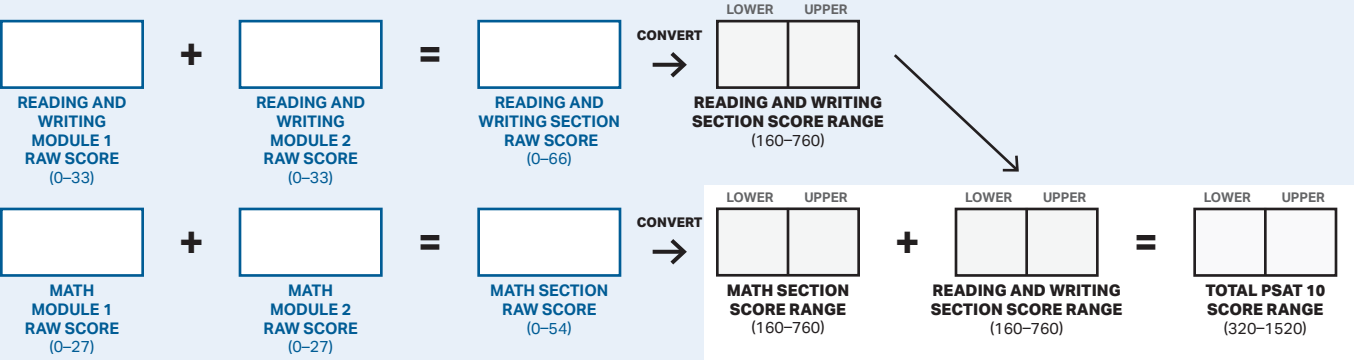 LOWER UPPER
+
=
CONVERT
→
READING AND
WRITING
MODULE 1
RAW SCORE
(0–33)
READING AND
WRITING
MODULE 2
RAW SCORE
(0–33)
READING AND
WRITING SECTION
RAW SCORE
(0–66)
READING AND WRITING
SECTION SCORE RANGE
(160–760)
LOWER UPPER
LOWER UPPER
LOWER UPPER
+
=
CONVERT
→
+
=
MATH
MODULE 1
RAW SCORE
(0–27)
MATH
MODULE 2
RAW SCORE
(0–27)
MATH SECTION
RAW SCORE
(0–54)
MATH SECTION
SCORE RANGE
(160–760)
READING AND WRITING
SECTION SCORE RANGE
(160–760)
TOTAL PSAT 10
SCORE RANGE
(320–1520)